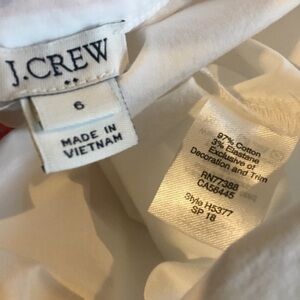 J.CREW
6
MADE IN
VIETNAM
97% Cotton
3% Elastane
Exclusive of
Decoration and Trim
RN77388
CA56445
Style H5377
SP 18